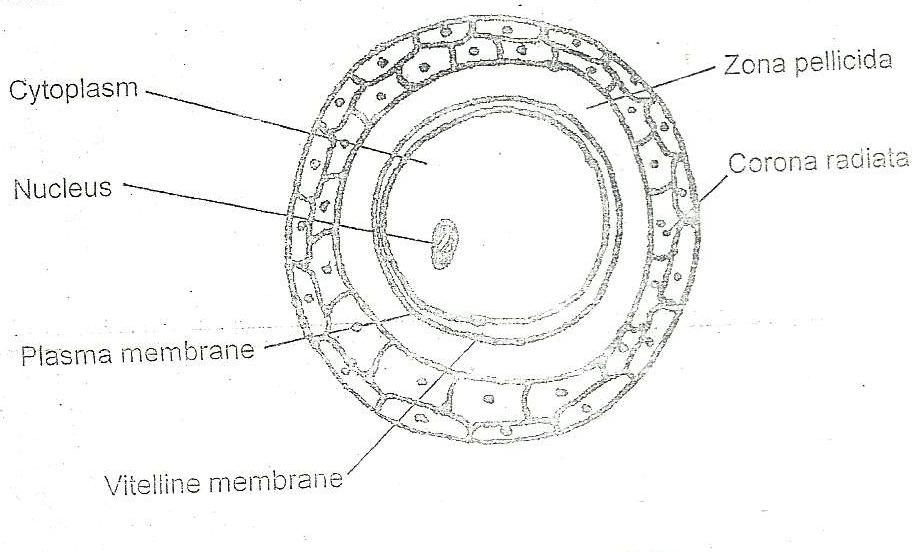 Zona pellicida
Cytoplasm
Corona radiata
Nucleus
Plasma membrane
Vitelline membrane